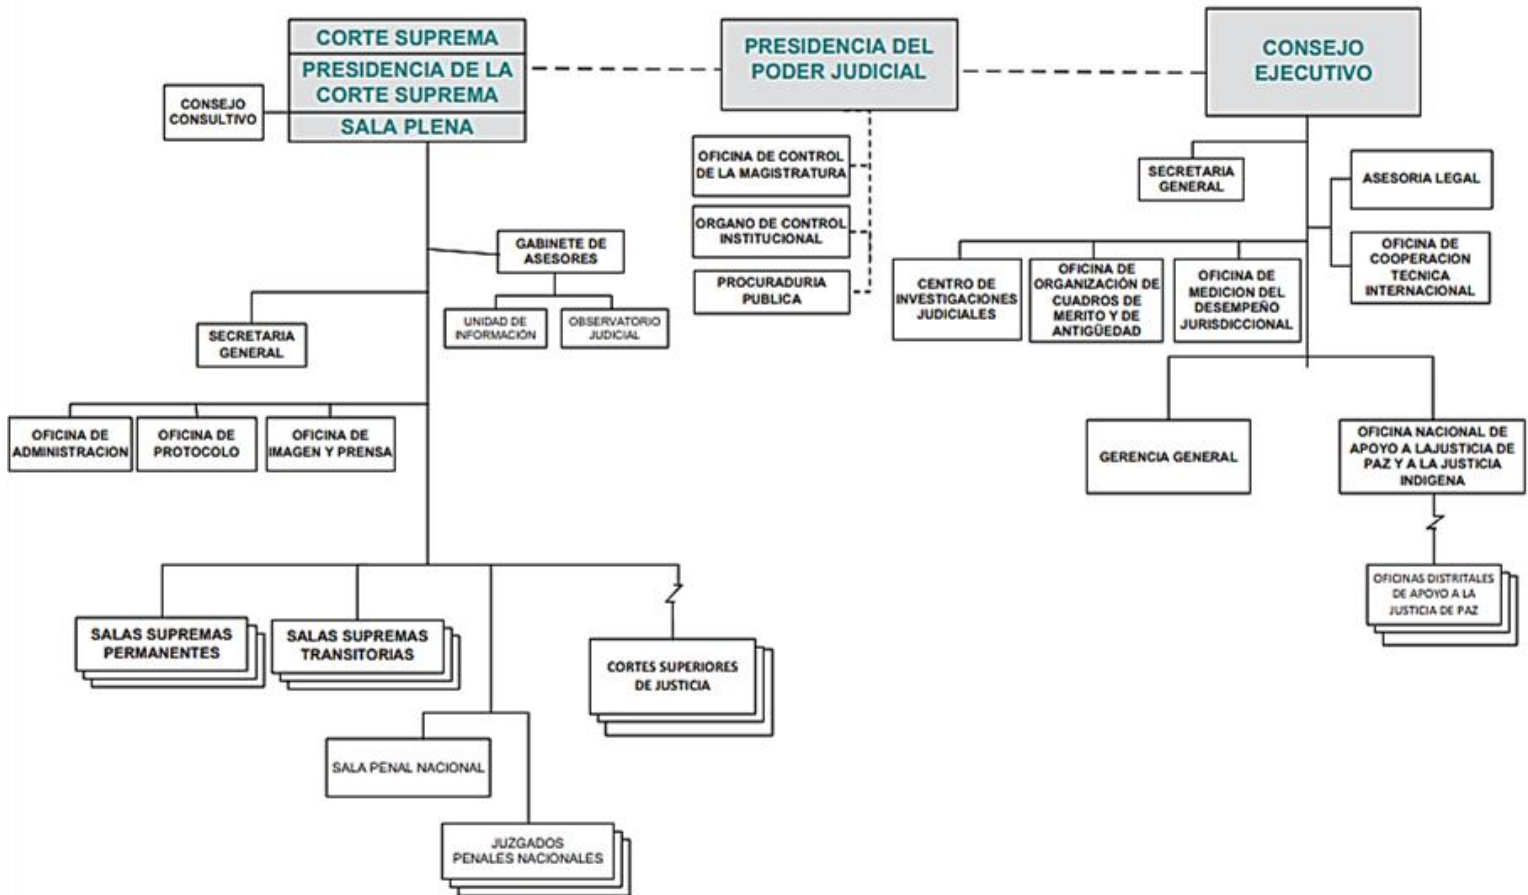 CORTE SUPREMA
PRESIDENCIA DE LA
CORTE SUPREMA
SALA PLENA
CONSEJO
CONSULTIVO
PRESIDENCIA DEL
PODER JUDICIAL
CONSEJO
EJECUTIVO
OFICINA DE CONTROL
DE LA MAGISTRATURA
ORGANO DE CONTROL
INSTITUCIONAL
PROCURADURIA
PUBLICA
SECRETARIA
GENERAL
ASESORIA LEGAL
OFICINA DE
COOPERACION
TECNICA
INTERNACIONAL
GABINETE DE
ASESORES
UNIDAD DE
INFORMACIÓN
OBSERVATORIO
JUDICIAL
SECRETARIA
GENERAL
CENTRO DE
INVESTIGACIONES
JUDICIALES
OFICINA DE
ORGANIZACIÓN DE
CUADROS DE
MERITO Y DE
ANTIGÜEDAD
OFICINA DE
MEDICION DEL
DESEMPEÑO
JURISDICCIONAL
OFICINA DE
ADMINISTRACION
OFICINA DE
PROTOCOLO
OFICINA DE
IMAGEN Y PRENSA
GERENCIA GENERAL
OFICINA NACIONAL DE
APOYO A LAJUSTICIA DE
PAZ Y A LA JUSTICIA
INDIGENA
OFICINAS DISTRITALES
DE APOYO A LA
JUSTICIA DE PAZ
SALAS SUPREMAS
PERMANENTES
SALAS SUPREMAS
TRANSITORIAS
CORTES SUPERIORES
DE JUSTICIA
SALA PENAL NACIONAL
JUZGADOS
PENALES NACIONALES